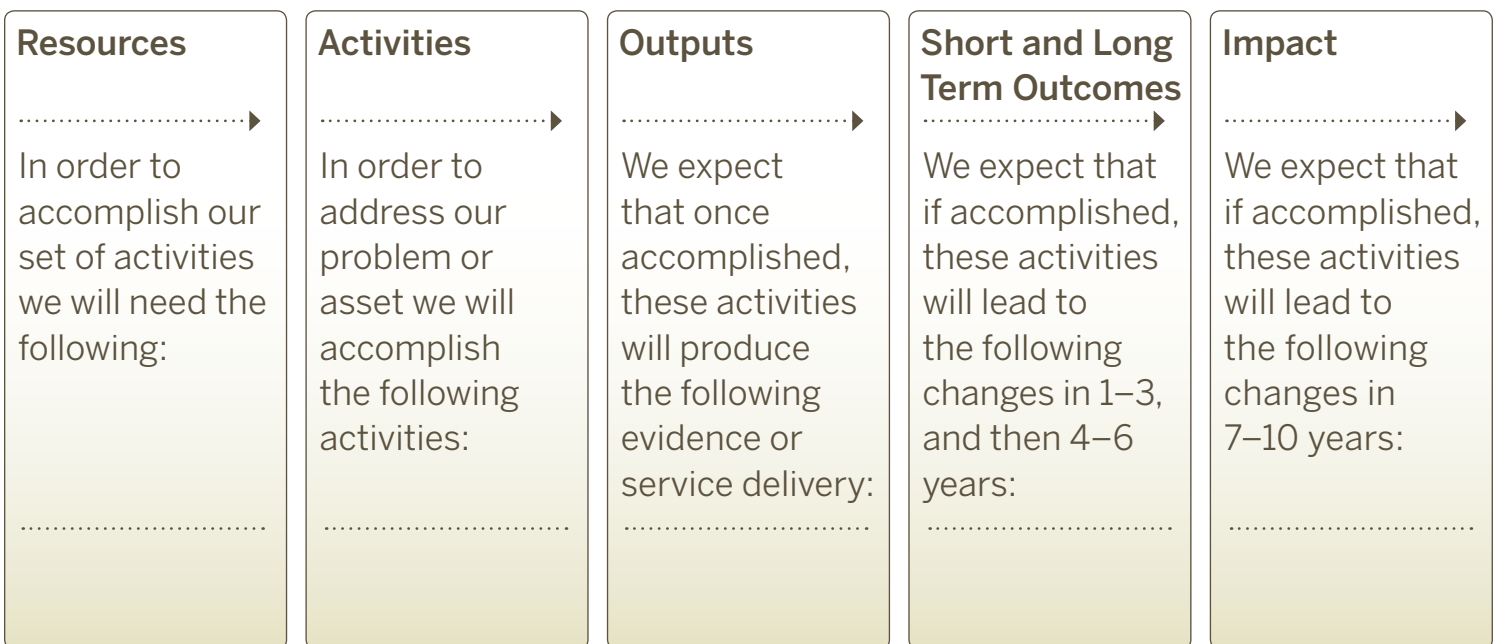 Resources
In order to
accomplish our
set of activities
we will need the
following:
Activities
In order to
address our
problem or
asset we will
accomplish
the following
activities:
Outputs
We expect
that once
accomplished,
these activities
will produce
the following
evidence or
service delivery:
Short and Long
Term Outcomes
We expect that
if accomplished,
these activities
will lead to
the following
changes in 1–3,
and then 4–6
years:
Impact
We expect that
if accomplished,
these activities
will lead to
the following
changes in
7–10 years: